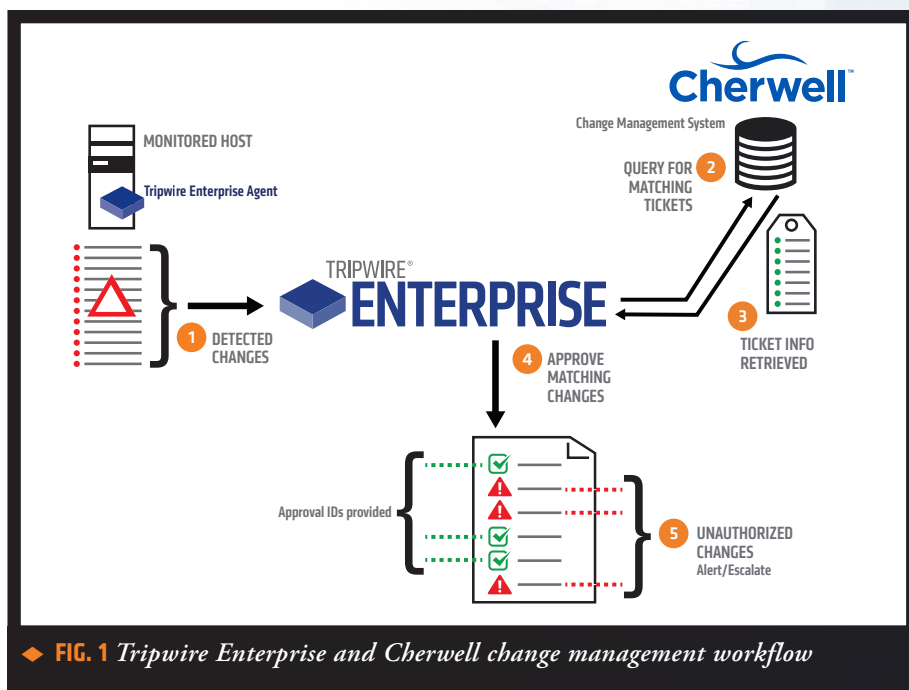 Cherwell™
Change Management System
MONITORED HOST
Tripwire Enterprise Agent
2
QUERY FOR
MATCHING
TICKETS
TRIPWIRE®
ENTERPRISE
1
DETECTED
CHANGES
3
TICKET INFO
RETRIEVED
4
APPROVE
MATCHING
CHANGES
Approval IDs provided
5
UNAUTHORIZED
CHANGES
Alert/Escalate
FIG. 1 Tripwire Enterprise and Cherwell change management workflow